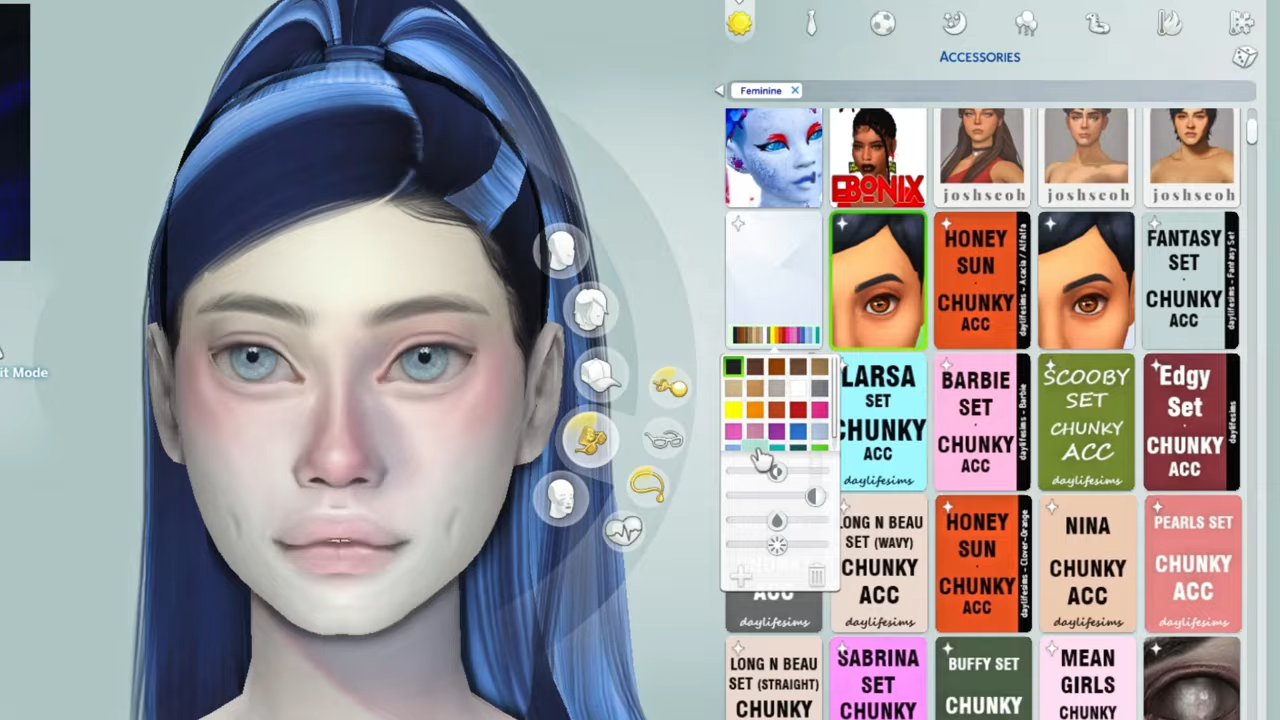 ACCESSORIES
Feminine
EBONIX
joshseoh
joshseoh
joshseoh
HONEY
SUN
CHUNKY
ACC
daylifesims - Acacia / Alfalfa
FANTASY
SET
CHUNKY
ACC
daylifesims - Fantasy Set
it Mode
LARSA
SET
CHUNKY
ACC
daylifesims
BARBIE
SET
CHUNKY
ACC
daylifesims - Barbie
SCOOBY
SET
CHUNKY
ACC
daylifesims
Edgy
Set
CHUNKY
ACC
daylifesims
ACC
daylifesims
LONG N BEAU
SET (WAVY)
CHUNKY
ACC
daylifesims
HONEY
SUN
CHUNKY
ACC
daylifesims - Clover-Orange
NINA
CHUNKY
ACC
daylifesims
PEARLS SET
CHUNKY
ACC
LONG N BEAU
SET (STRAIGHT)
CHUNKY
SABRINA
SET
CHUNKY
BUFFY SET
CHUNKY
MEAN
GIRLS
CHUNKY